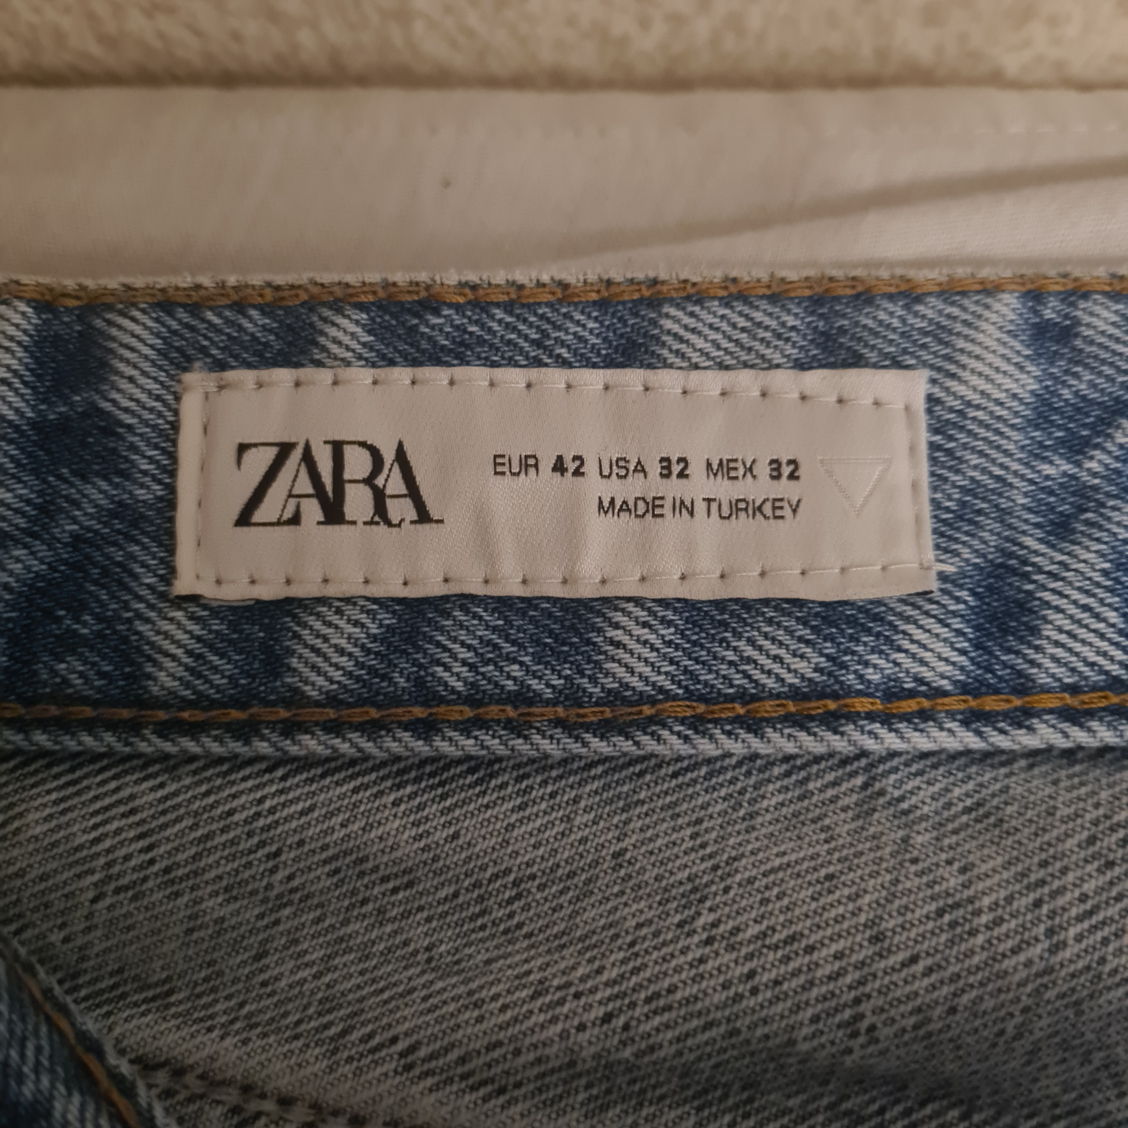 ZARA
EUR 42 USA 32 MEX 32
MADE IN TURKEY